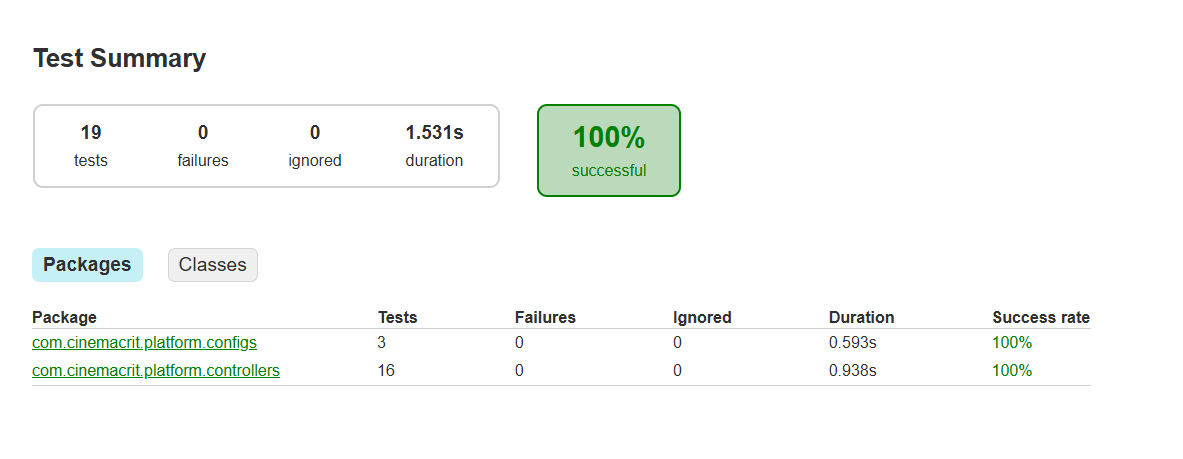 Test Summary
19 0 0 1.531s
tests failures ignored duration
100%
successful
Packages Classes
Package Tests Failures Ignored Duration Success rate
com.cinemacrit.platform.configs 3 0 0 0.593s 100%
com.cinemacrit.platform.controllers 16 0 0 0.938s 100%